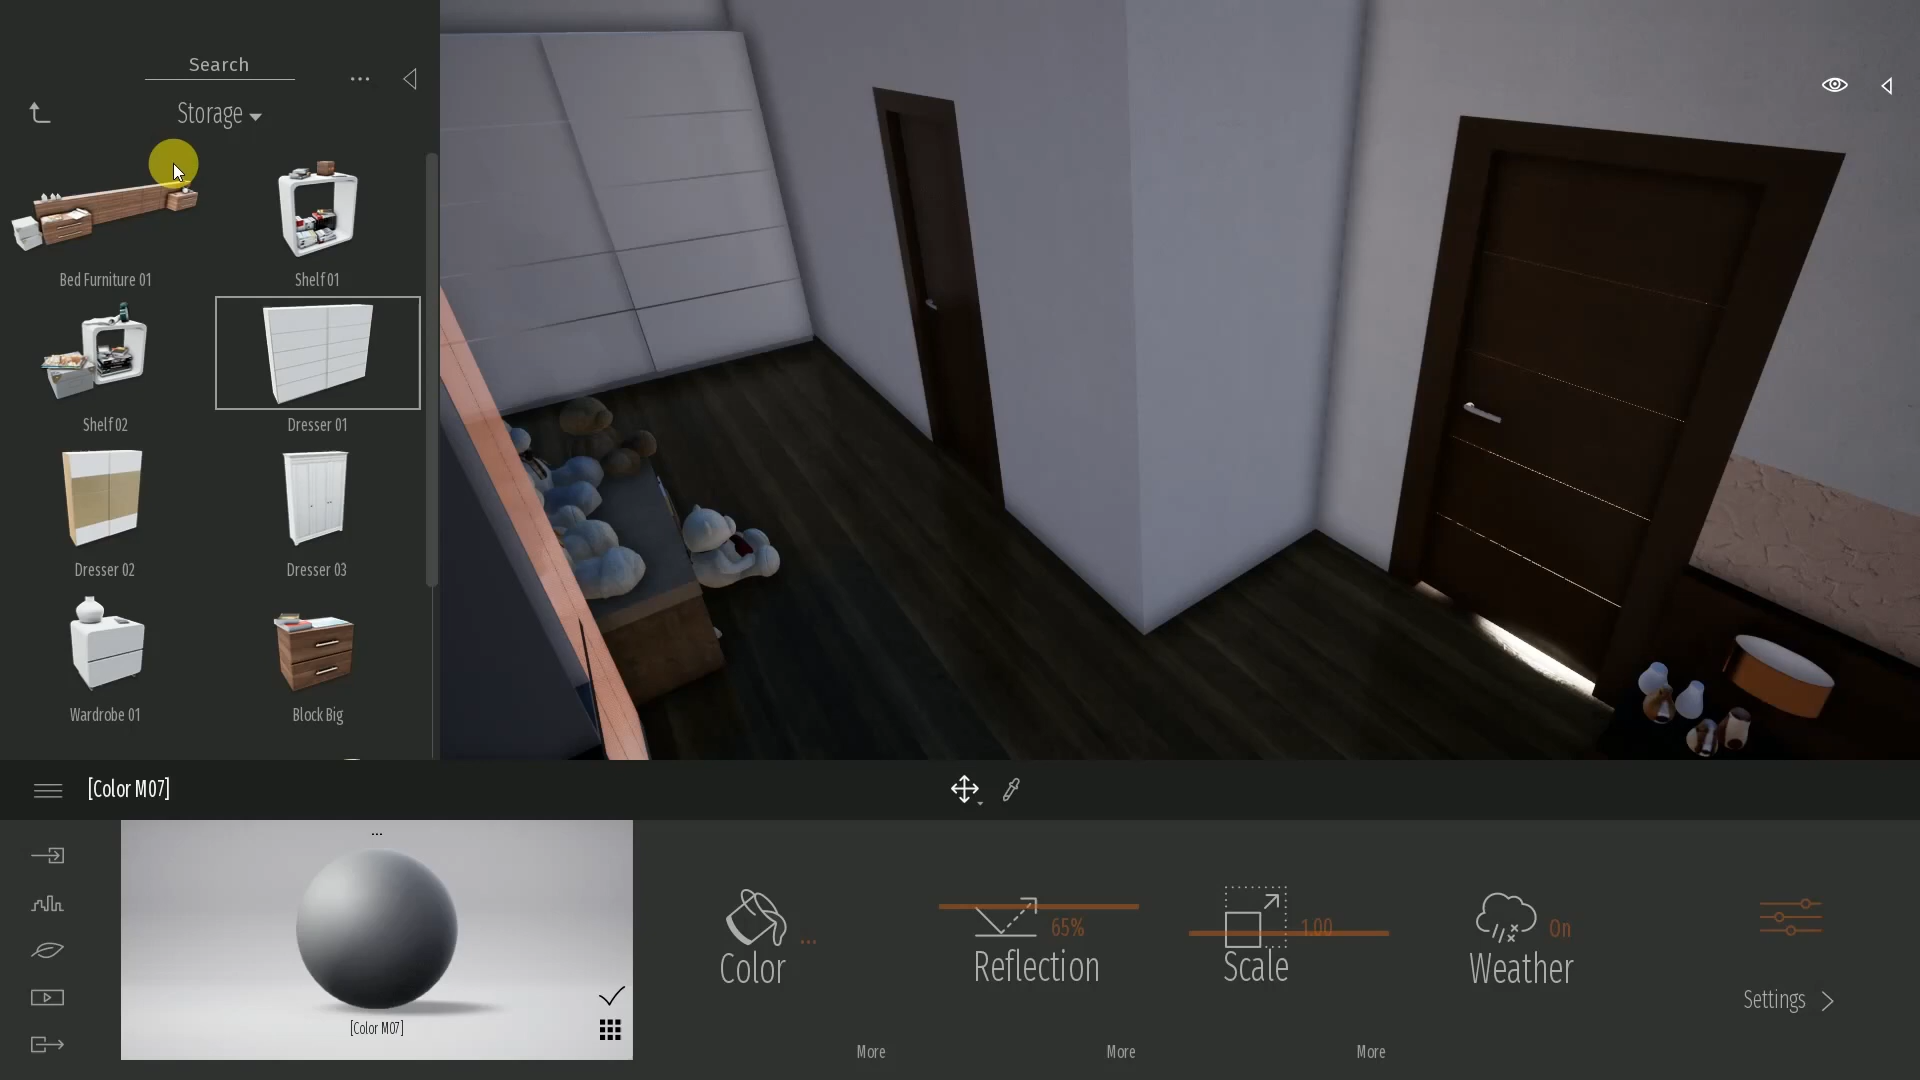 Search
...
Storage
Bed Furniture 01
Shelf 01
Shelf 02
Dresser 01
Dresser 02
Dresser 03
Wardrobe 01
Block Big
[Color M07]
...
[Color M07]
...
Color
65%
Reflection
1.00
Scale
On
Weather
Settings
More
More
More